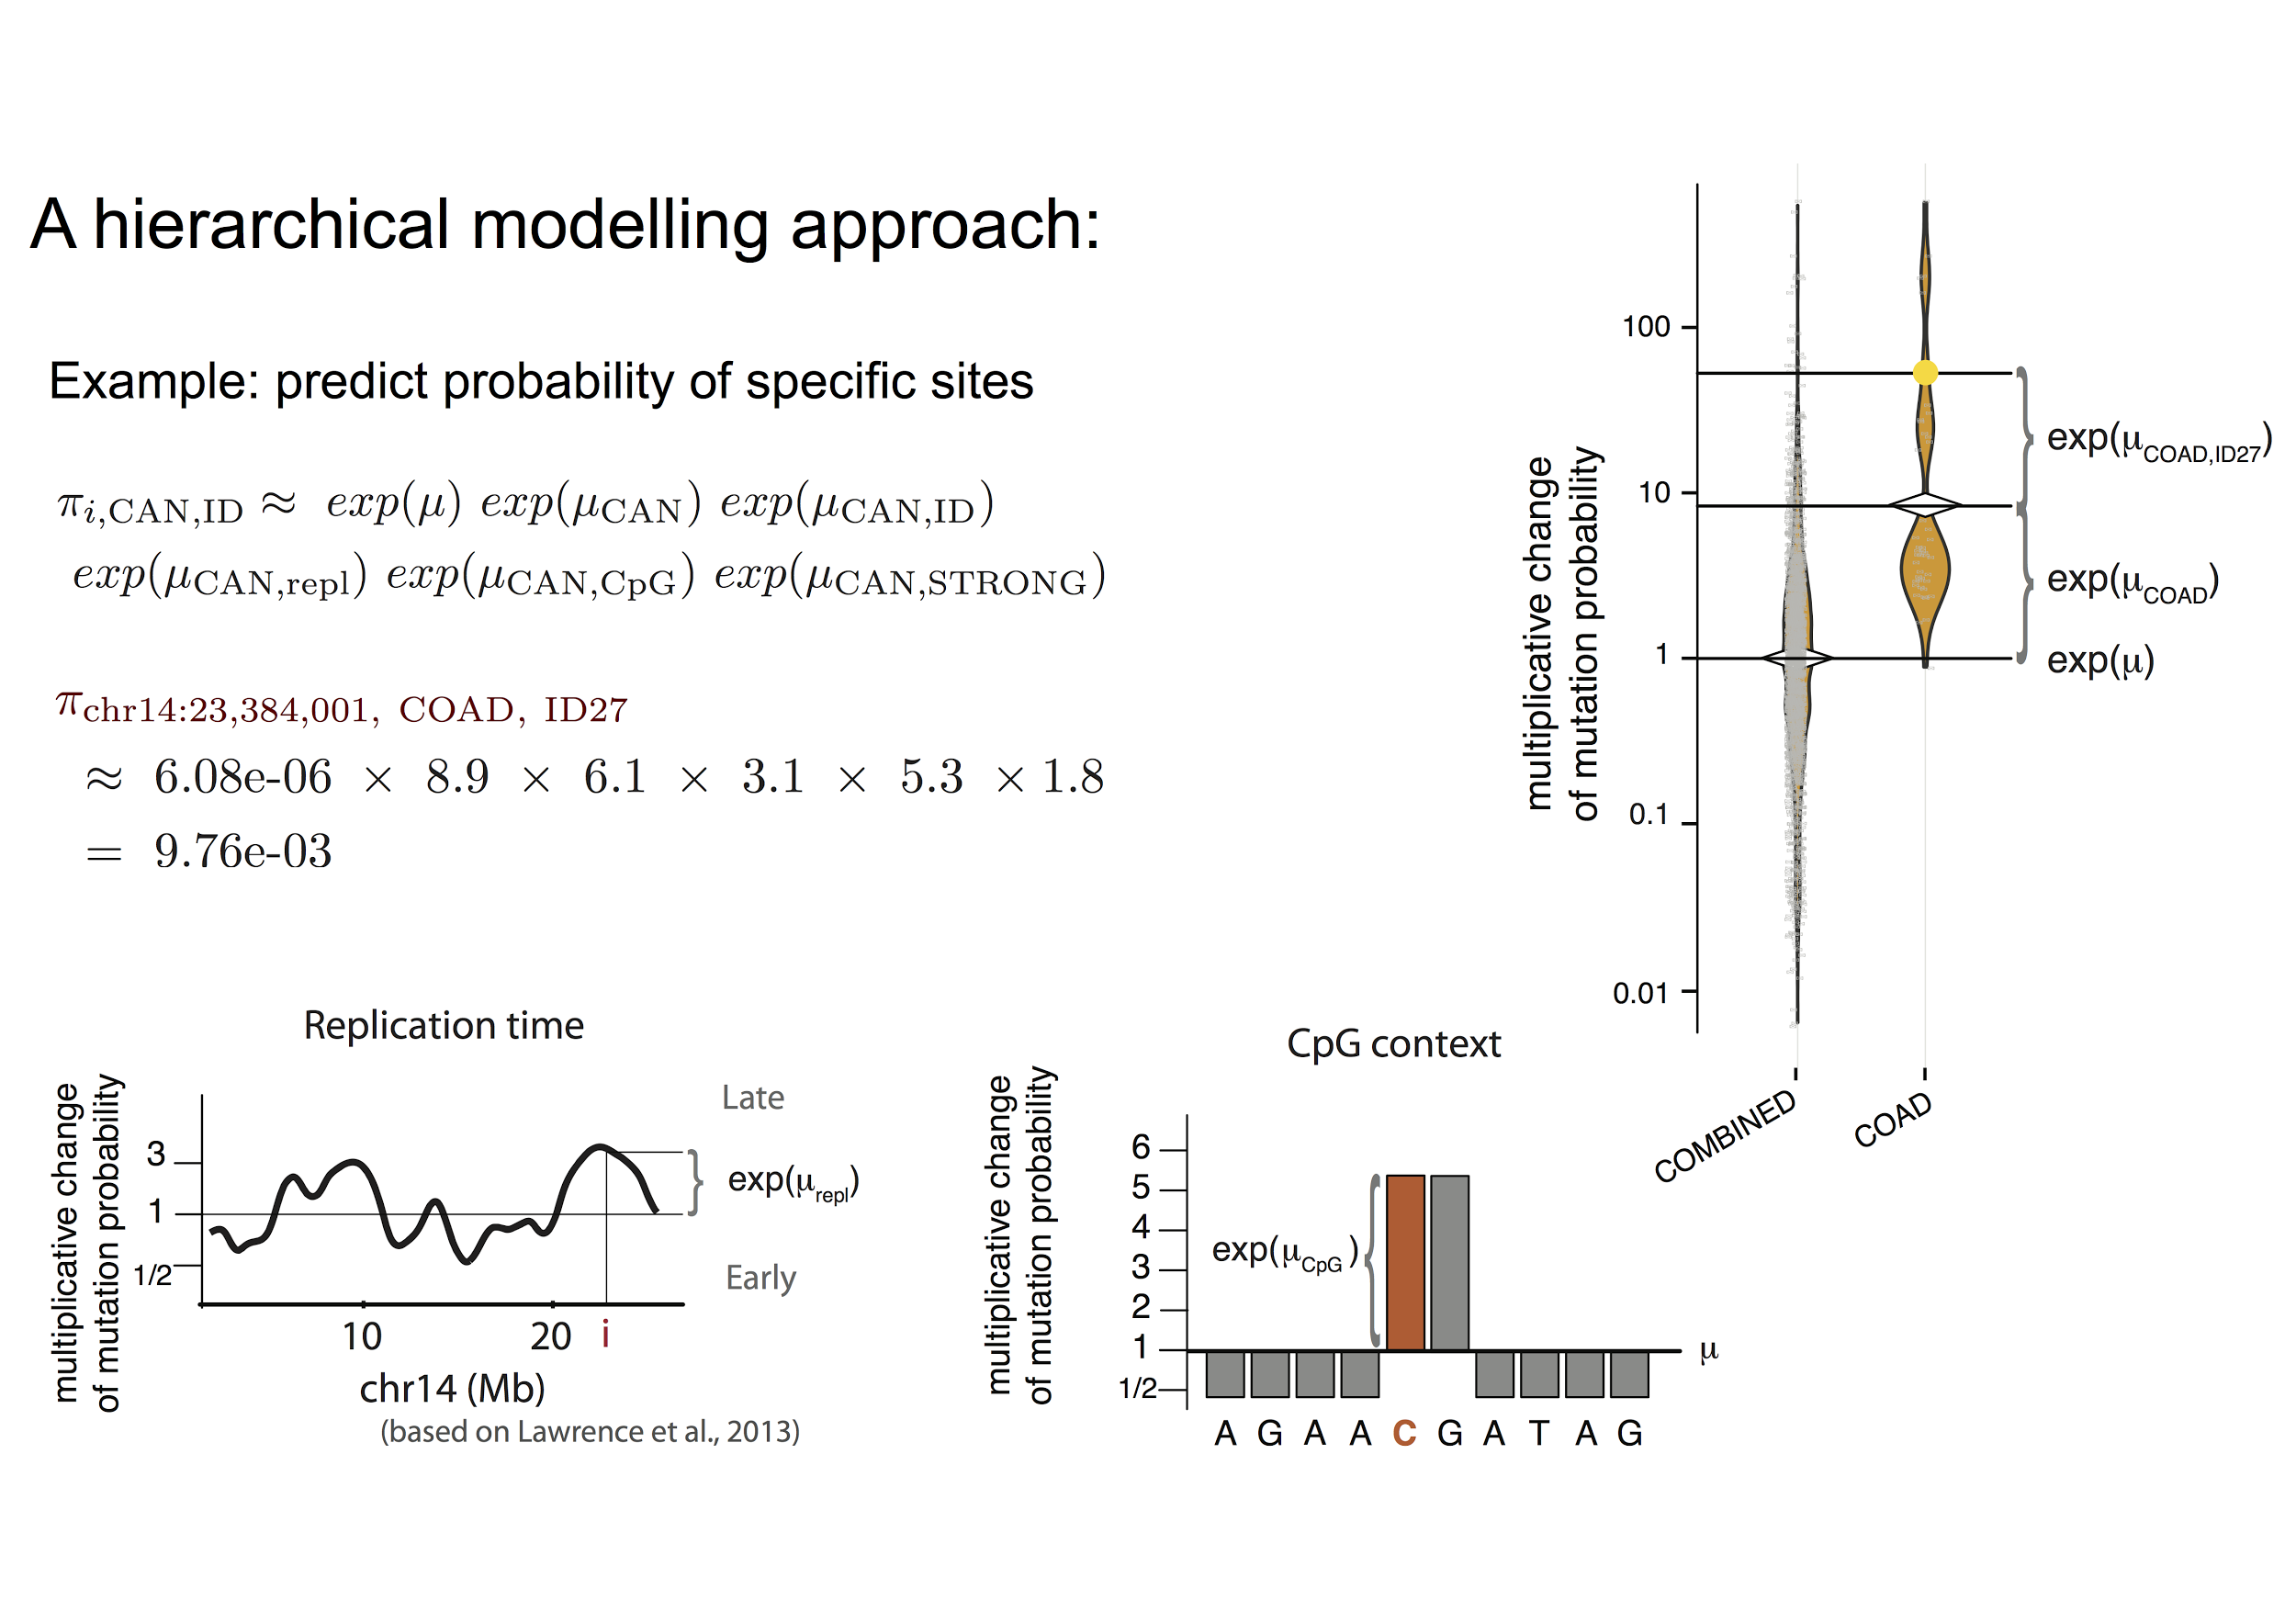 A hierarchical modelling approach:
Example: predict probability of specific sites
π_{i,CAN,ID} ≈ exp(μ) exp(μ_{CAN}) exp(μ_{CAN,ID})
exp(μ_{CAN,repl}) exp(μ_{CAN,CpG}) exp(μ_{CAN,STRONG})
π_{chr14:23,384,001, COAD, ID27}
≈ 6.08e-06 × 8.9 × 6.1 × 3.1 × 5.3 × 1.8
= 9.76e-03
multiplicative change
of mutation probability
100
10
1
0.1
0.01
exp(μ_{COAD,ID27})
exp(μ_{COAD})
exp(μ)
COMBINED
COAD
Replication time
multiplicative change
of mutation probability
3
1
1/2
Late
exp(μ_{repl})
Early
10 20 i
chr14 (Mb)
(based on Lawrence et al., 2013)
CpG context
multiplicative change
of mutation probability
6
5
4
3
2
1
1/2
exp(μ_{CpG})
μ
A G A A C G A T A G